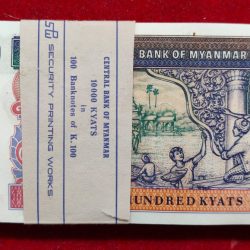 SECURITY PRINTING WORKS
CENTRAL BANK OF MYANMAR
10000 KYATS
in
100 Banknotes of K.100
BANK OF MYANMAR
HUNDRED KYATS